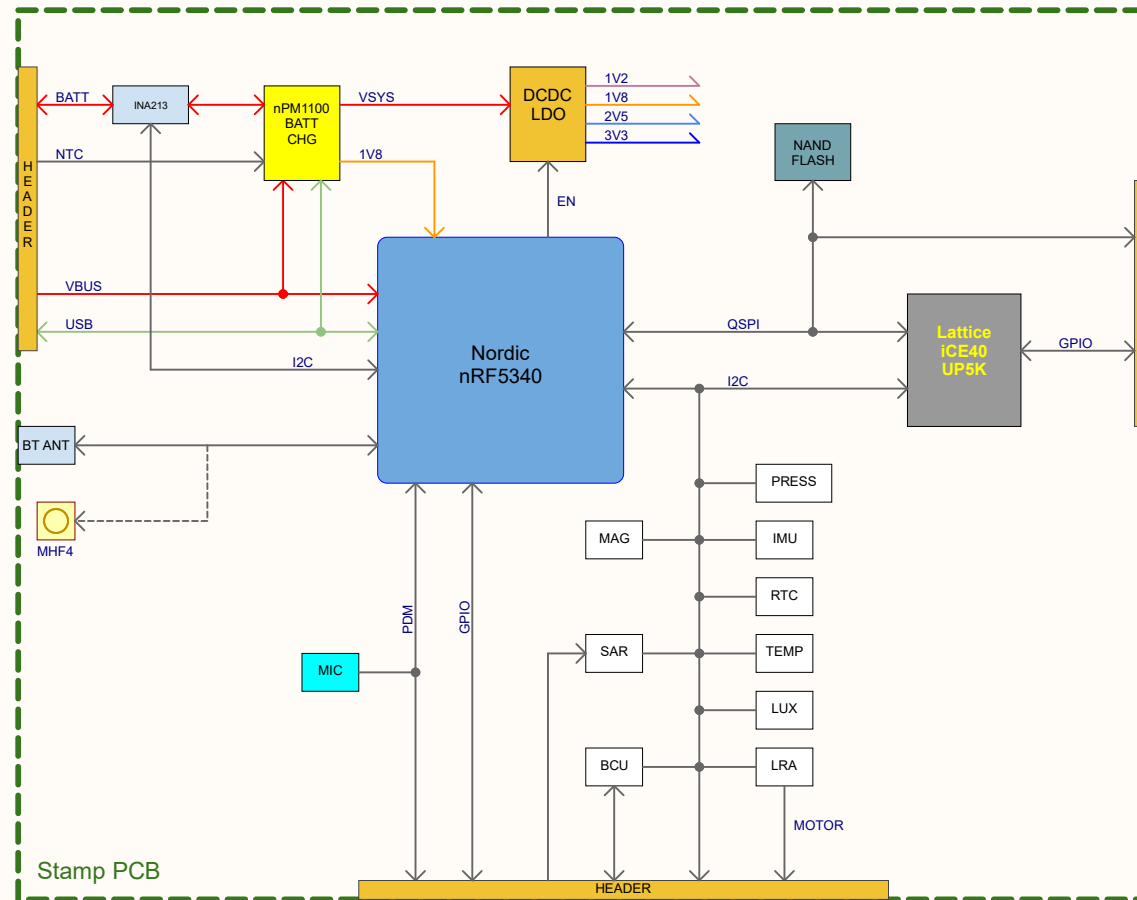 BATT
INA213
nPM1100
BATT
CHG
VSYS
DCDC
LDO
1V2
1V8
2V5
3V3
NAND
FLASH
NTC
1V8
HEADER
EN
VBUS
USB
I2C
Nordic
nRF5340
QSPI
I2C
Lattice
iCE40
UP5K
GPIO
BT ANT
MHF4
PRESS
MAG
IMU
RTC
PDM
GPIO
SAR
TEMP
MIC
LUX
BCU
LRA
MOTOR
Stamp PCB
HEADER